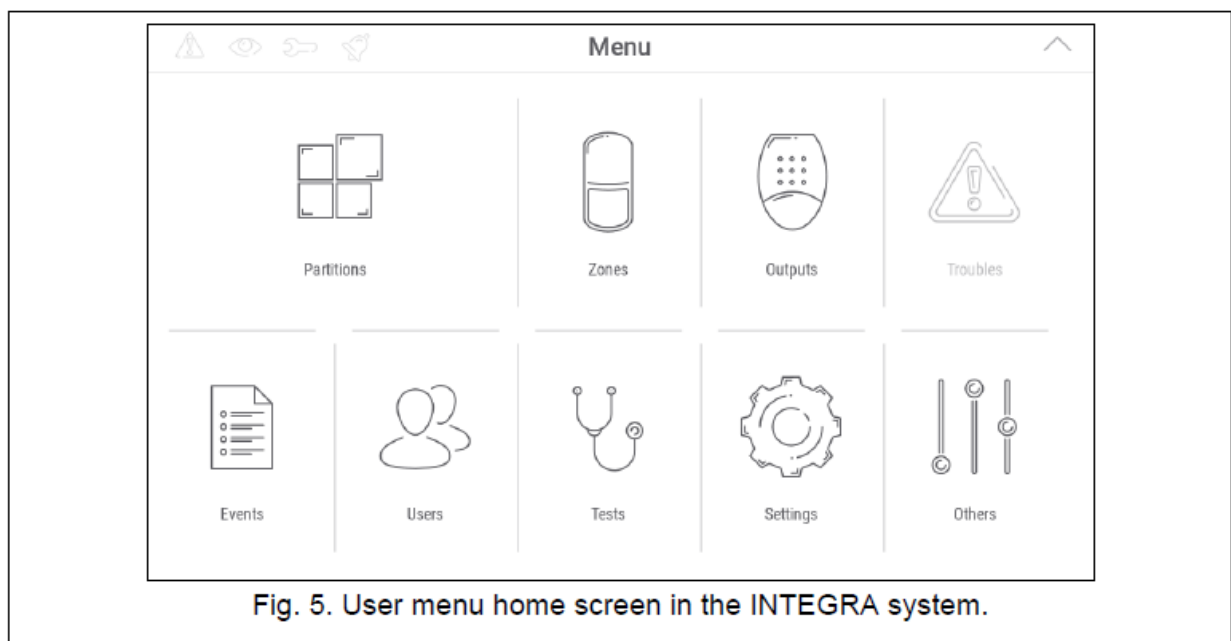 Menu
Partitions
Zones
Outputs
Troubles
Events
Users
Tests
Settings
Others
Fig. 5. User menu home screen in the INTEGRA system.